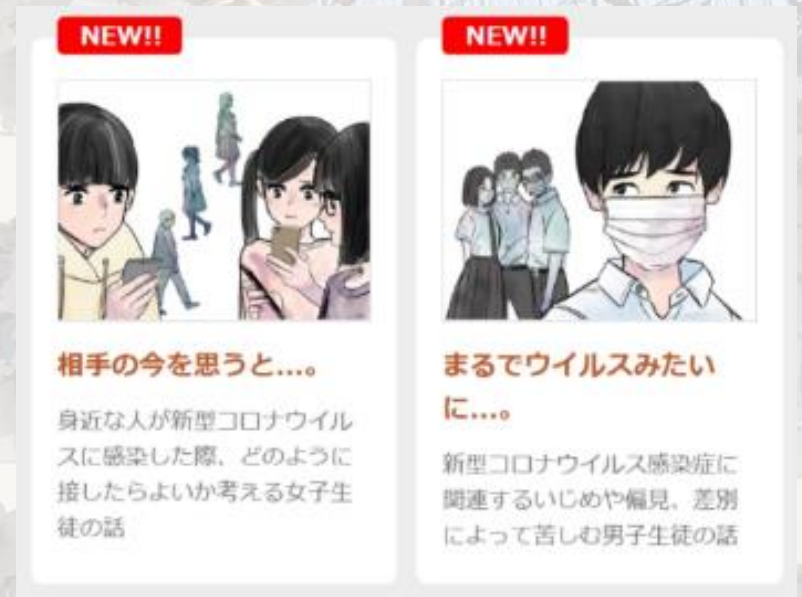 NEW!!
相手の今を思うと...。
身近な人が新型コロナウイル
スに感染した際、どのように
接したらよいか考える女子生
徒の話
NEW!!
まるでウイルスみたい
に...。
新型コロナウイルス感染症に
関連するいじめや偏見、差別
によって苦しむ男子生徒の話